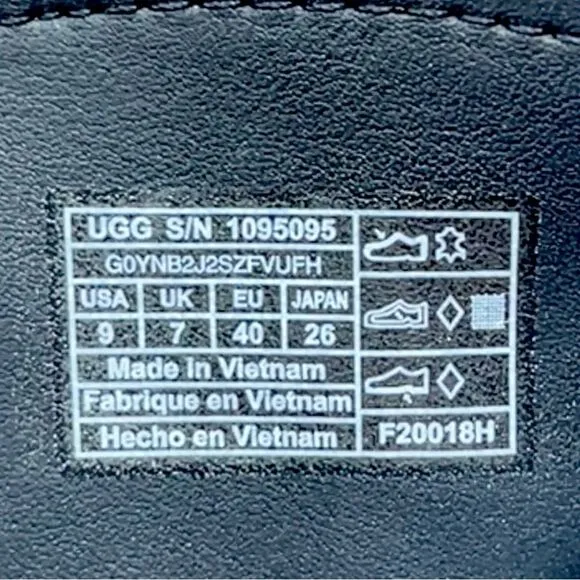 UGG S/N 1095095
G0YNB2J2SZFVUFH
USA UK EU JAPAN
9 7 40 26
Made in Vietnam
Fabrique en Vietnam
Hecho en Vietnam
F20018H